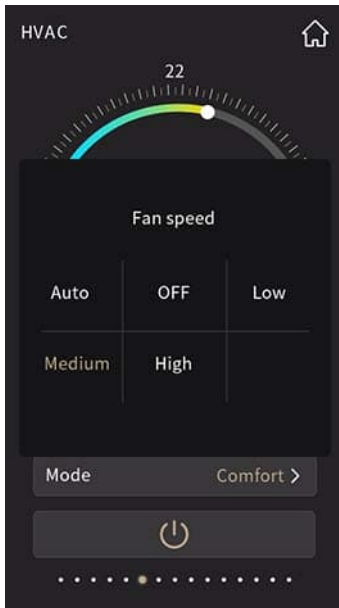 HVAC
22
Fan speed
Auto OFF Low
Medium High
Mode Comfort >